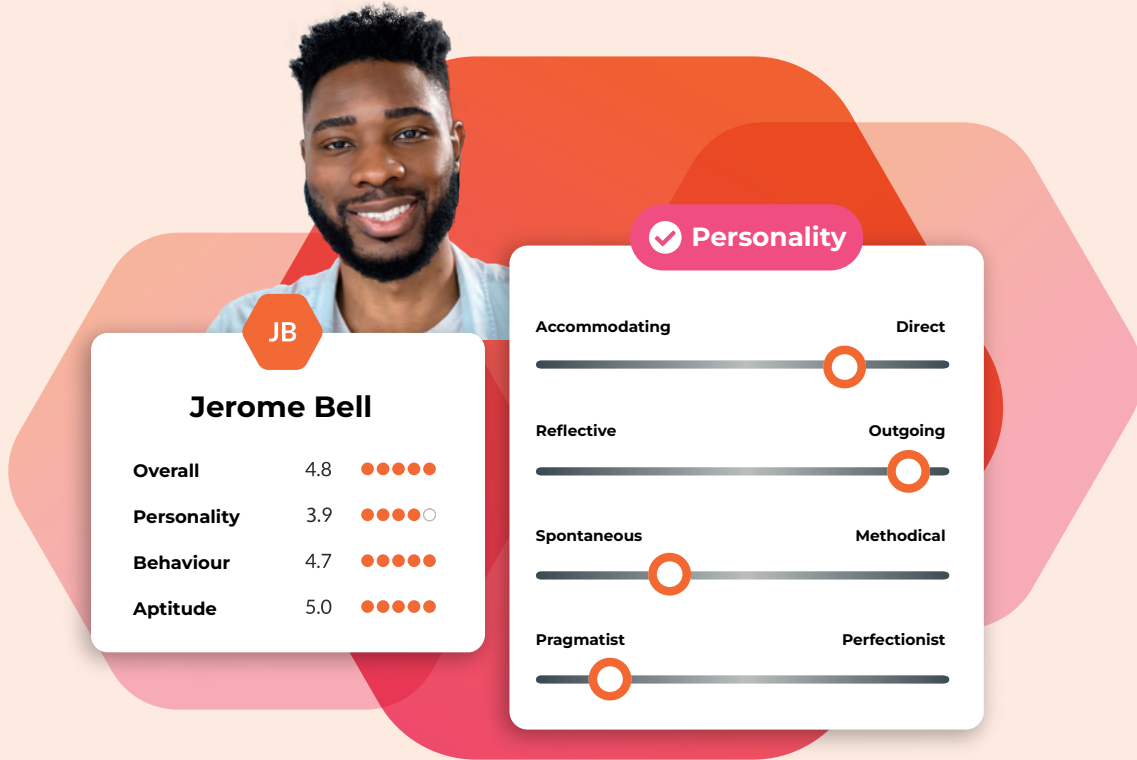 JB
Jerome Bell
Overall 4.8
Personality 3.9
Behaviour 4.7
Aptitude 5.0
Personality
Accommodating Direct
Reflective Outgoing
Spontaneous Methodical
Pragmatist Perfectionist